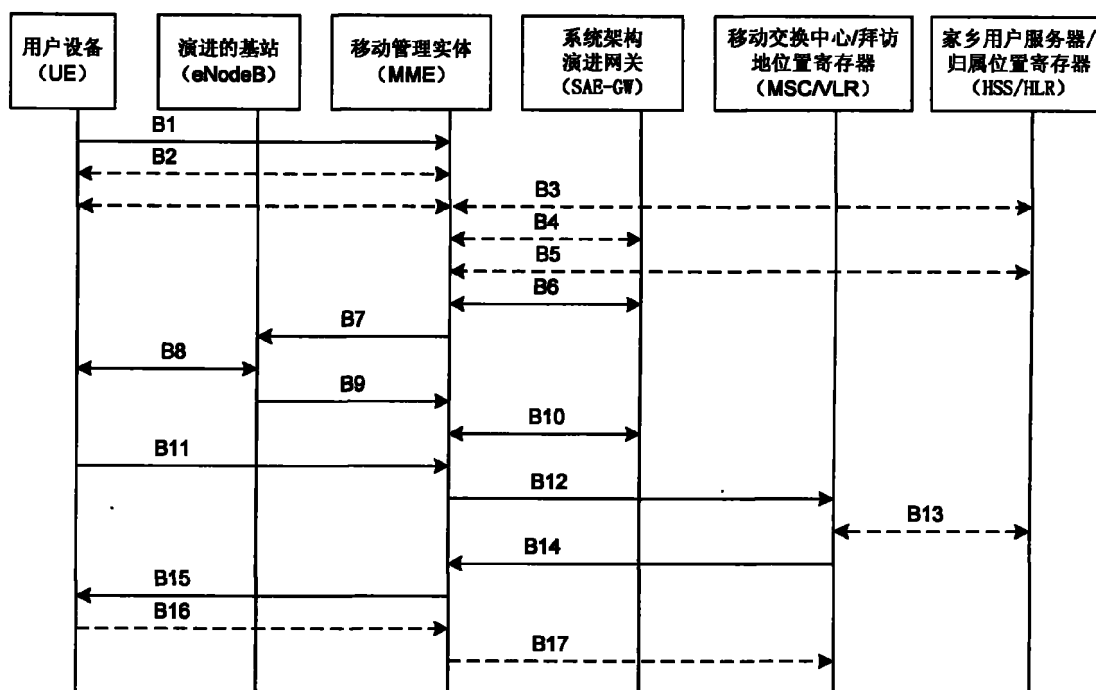 用户设备
（UE）
演进的基站
（eNodeB）
移动管理实体
（MME）
系统架构
演进网关
（SAE-GW）
移动交换中心/拜访
地位置寄存器
（MSC/VLR）
家乡用户服务器/
归属位置寄存器
（HSS/HLR）
B1
B2
B3
B4
B5
B6
B7
B8
B9
B10
B11
B12
B13
B14
B15
B16
B17